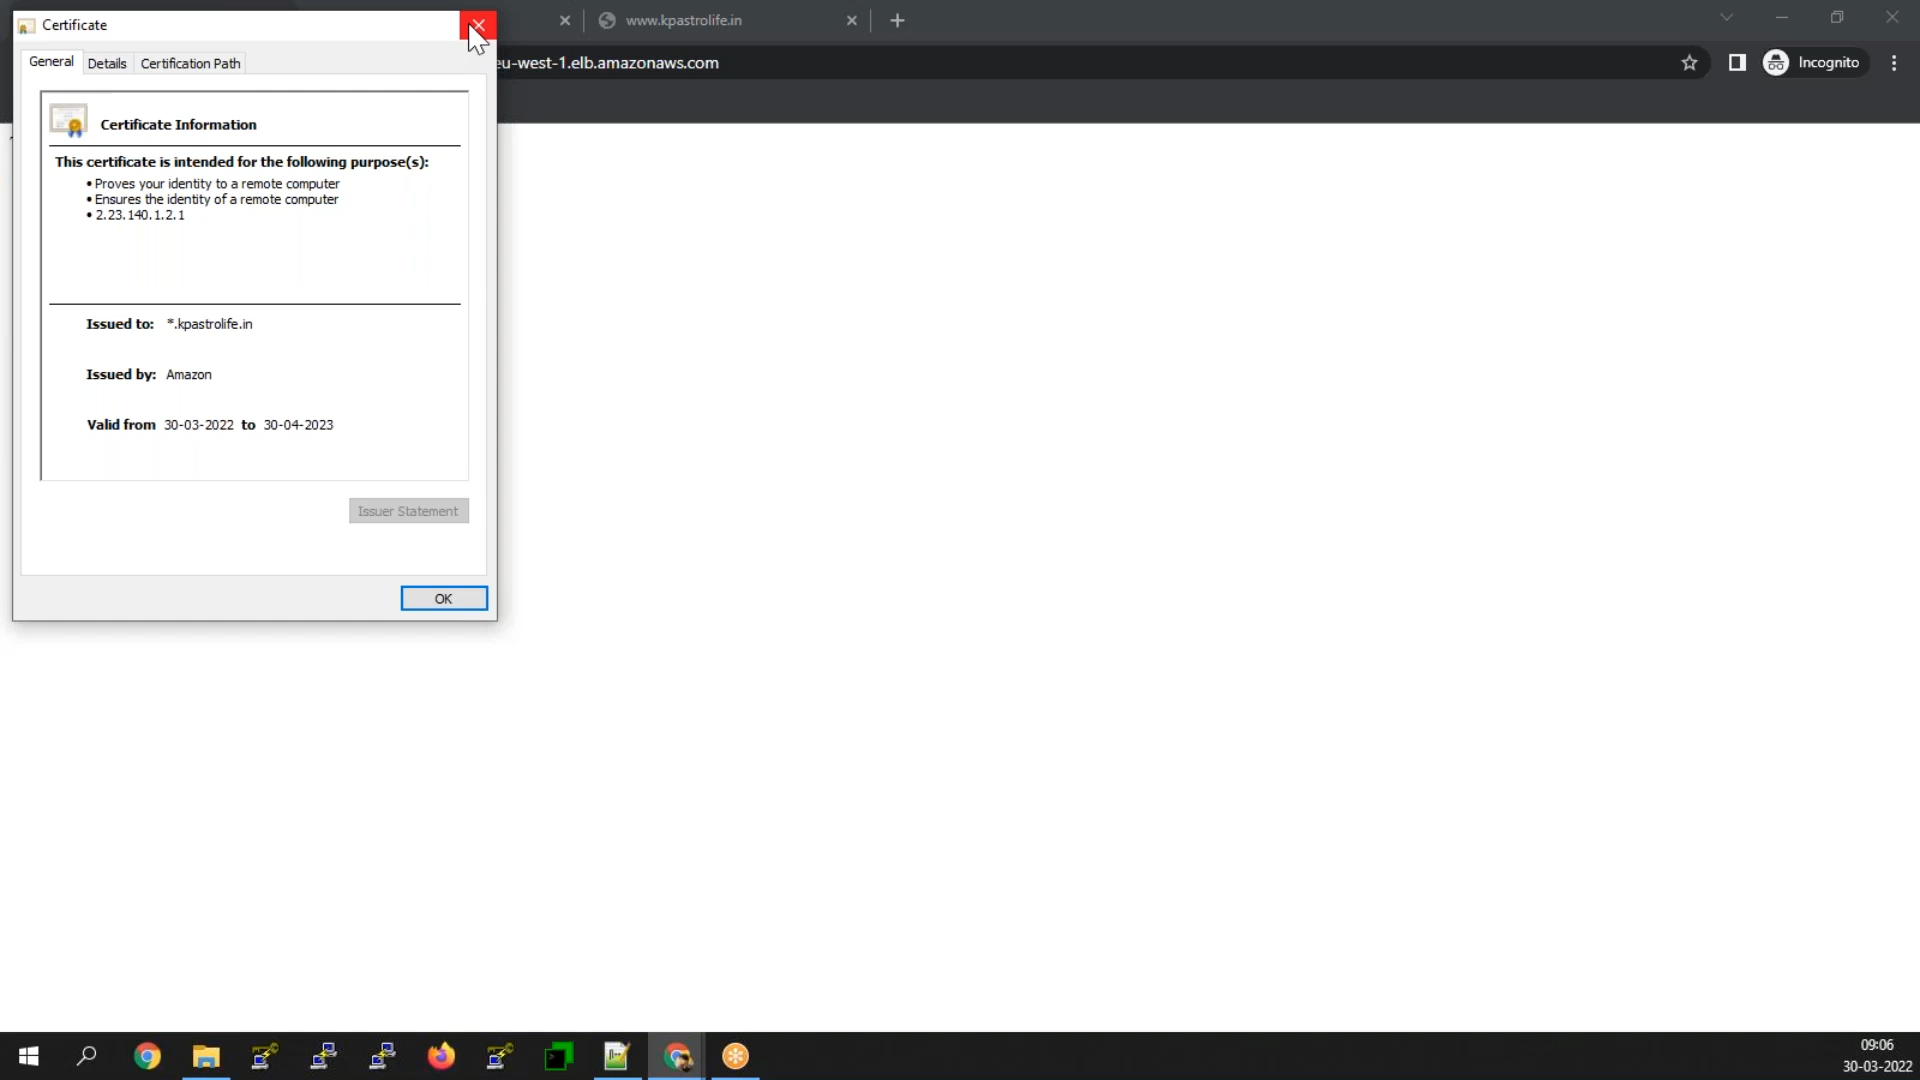 Certificate
www.kpastrolife.in
General
Details
Certification Path
eu-west-1.elb.amazonaws.com
Incognito
Certificate Information
This certificate is intended for the following purpose(s):
• Proves your identity to a remote computer
• Ensures the identity of a remote computer
• 2.23.140.1.2.1
Issued to: *.kpastrolife.in
Issued by: Amazon
Valid from 30-03-2022 to 30-04-2023
Issuer Statement
OK
09:06
30-03-2022